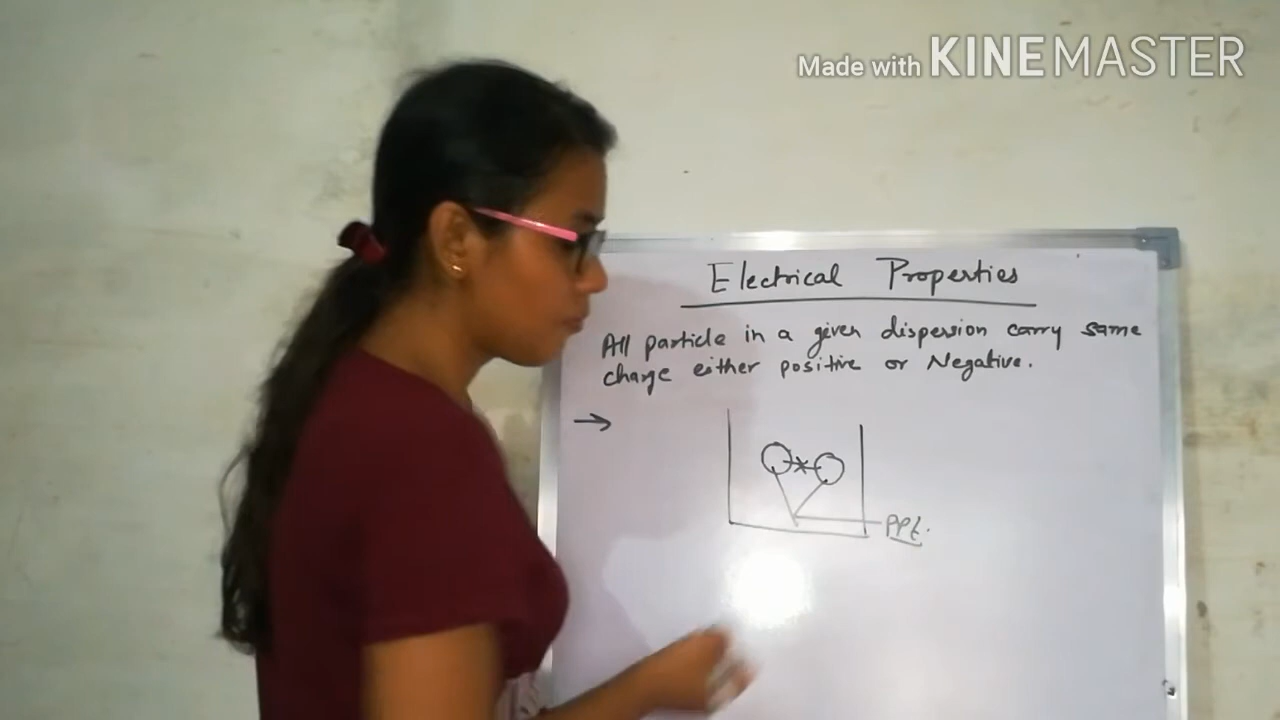 Made with KINEMASTER
Electrical Properties
All particle in a given dispersion carry same
charge either positive or Negative.
PPt.